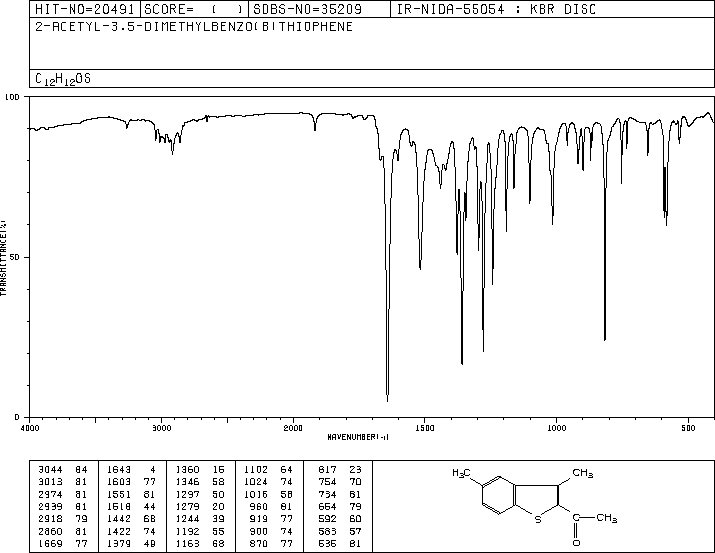 HIT-NO=20491 SCORE= ( ) SDBS-NO=35209 IR-NIDA-55054 : KBR DISC
2-ACETYL-3,5-DIMETHYLBENZO(B)THIOPHENE
C12H12OS
100
50
0
TRANSMITTANCE(%)
4000 3000 2000 1500 1000 500
WAVENUMBER(-1)
3044 84 1643 4 1360 16 1102 64 817 23
3013 81 1603 77 1346 58 1024 74 754 70
2974 81 1551 81 1297 50 1016 58 734 81
2939 81 1518 44 1279 20 960 81 654 79
2918 79 1442 68 1244 39 919 77 592 60
2860 81 1422 74 1192 55 900 74 583 57
1669 77 1379 49 1163 68 870 77 535 81
H3C
CH3
S
C
CH3
O